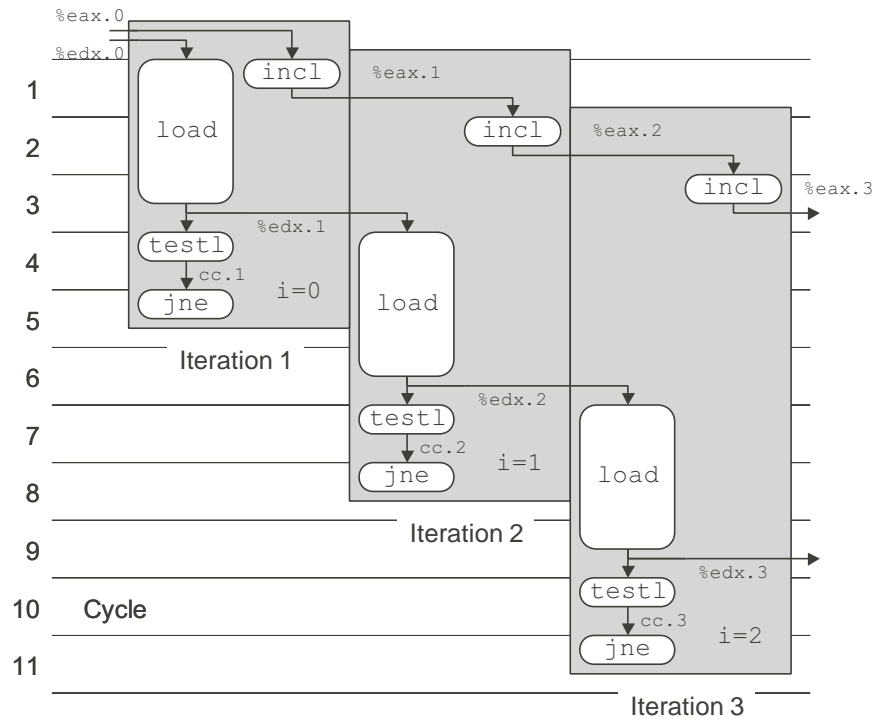 %eax.0
%edx.0
1
incl
%eax.1
load
2
incl
%eax.2
3
incl
%eax.3
%edx.1
4
testl
cc.1
i=0
load
5
jne
Iteration 1
6
%edx.2
7
testl
cc.2
i=1
load
8
jne
Iteration 2
9
%edx.3
10
Cycle
testl
cc.3
i=2
11
jne
Iteration 3